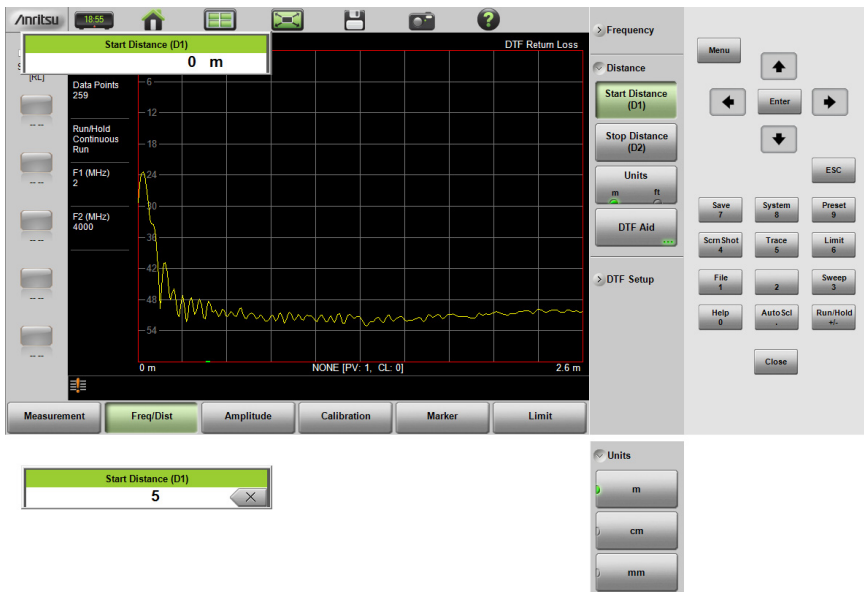 Anritsu
18:55
?
Start Distance (D1)
0 m
DTF Return Loss
[RL]
-- --
-- --
-- --
-- --
-- --
Data Points
259
Run/Hold
Continuous
Run
F1 (MHz)
2
F2 (MHz)
4000
-6
-12
-18
-24
-30
-36
-42
-48
-54
0 m
NONE [PV: 1, CL: 0]
2.6 m
Measurement
Freq/Dist
Amplitude
Calibration
Marker
Limit
Frequency
Distance
Start Distance
(D1)
Stop Distance
(D2)
Units
m ft
DTF Aid
DTF Setup
Menu
Enter
ESC
Save
7
System
8
Preset
9
Scrn Shot
4
Trace
5
Limit
6
File
1
2
Sweep
3
Help
0
Auto Scl
.
Run/Hold
+/-
Close
Start Distance (D1)
5
Units
m
cm
mm